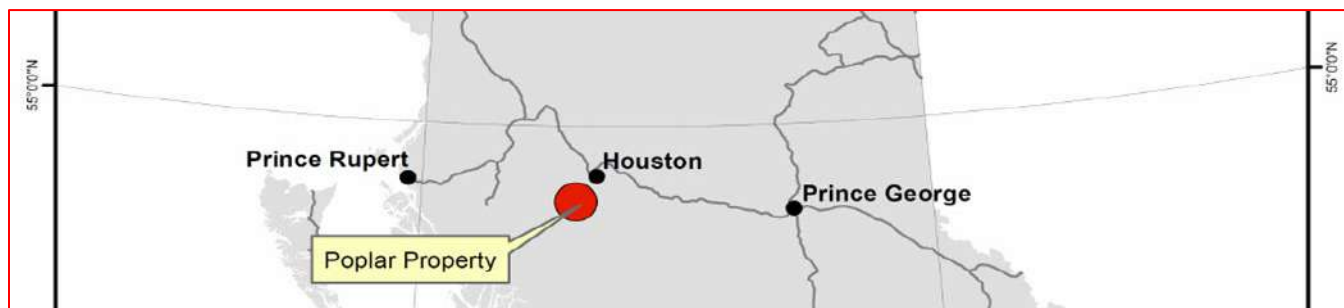 55°0'0"N
55°0'0"N
Prince Rupert
Houston
Prince George
Poplar Property